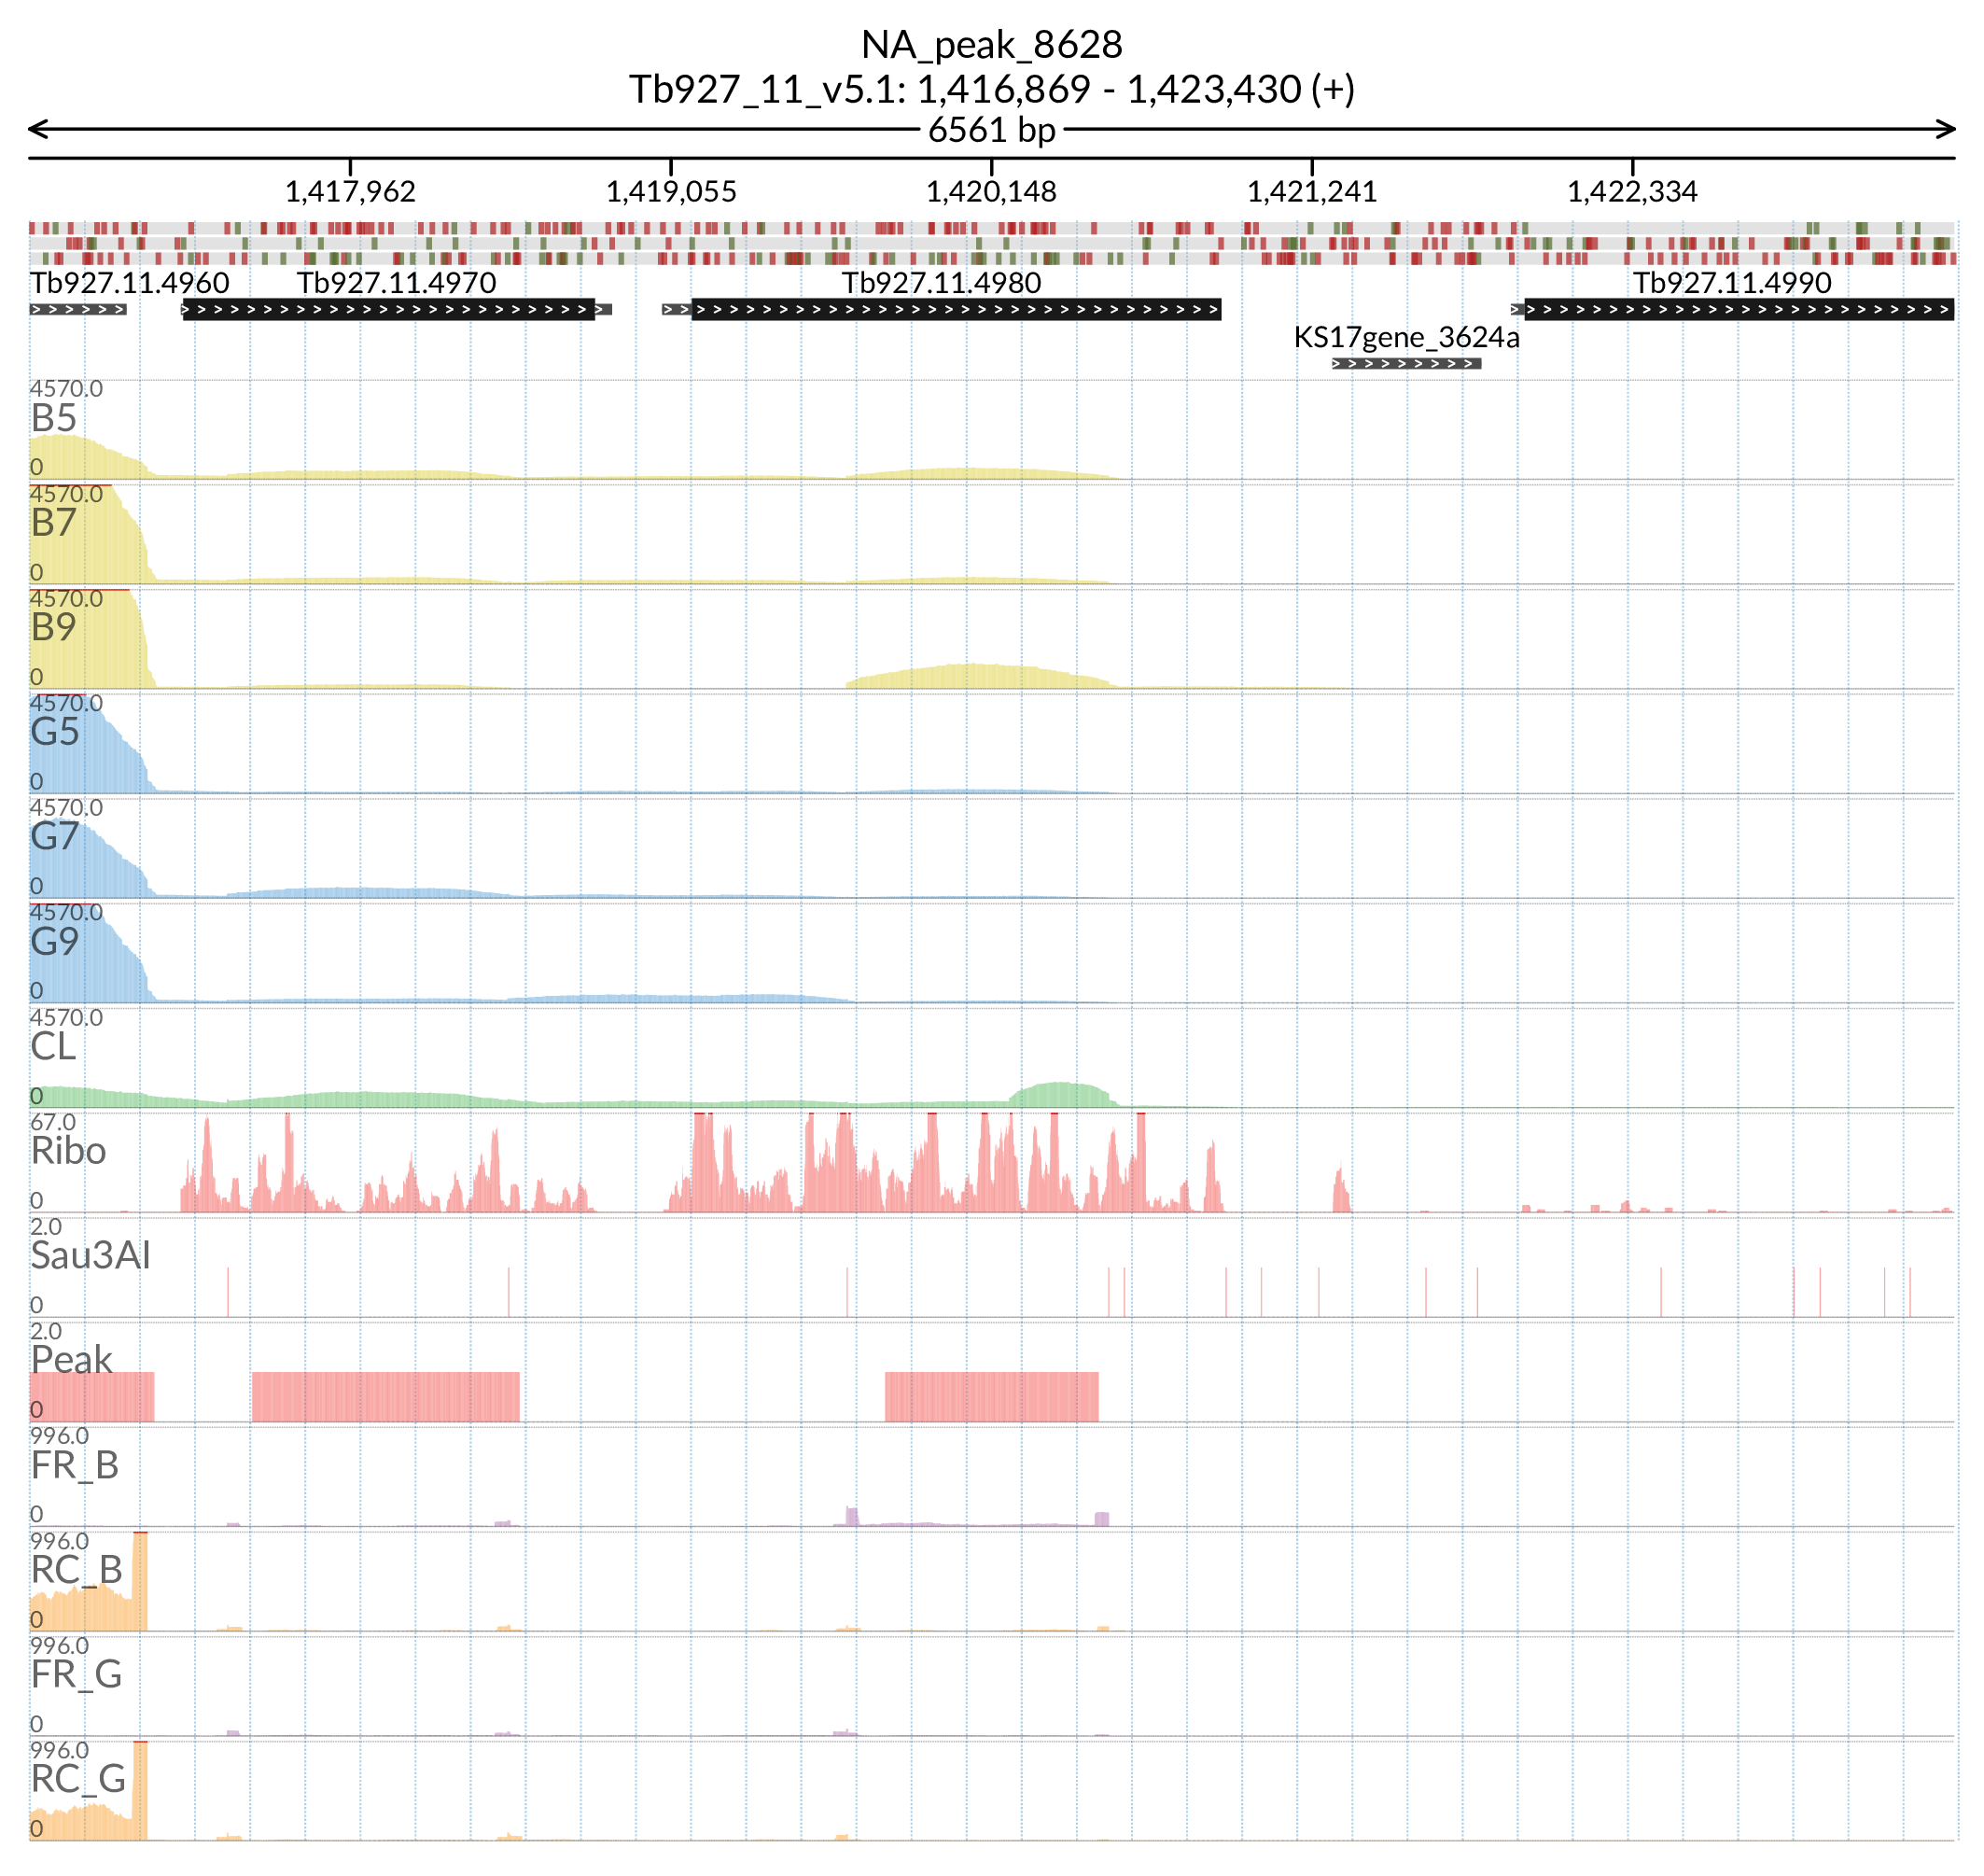 NA_peak_8628
Tb927_11_v5.1: 1,416,869 - 1,423,430 (+)
6561 bp
1,417,962 1,419,055 1,420,148 1,421,241 1,422,334
Tb927.11.4960 Tb927.11.4970 Tb927.11.4980 Tb927.11.4990
KS17gene_3624a
4570.0
B5
0
4570.0
B7
0
4570.0
B9
0
4570.0
G5
0
4570.0
G7
0
4570.0
G9
0
4570.0
CL
0
67.0
Ribo
0
2.0
Sau3AI
0
2.0
Peak
0
996.0
FR_B
0
996.0
RC_B
0
996.0
FR_G
0
996.0
RC_G
0